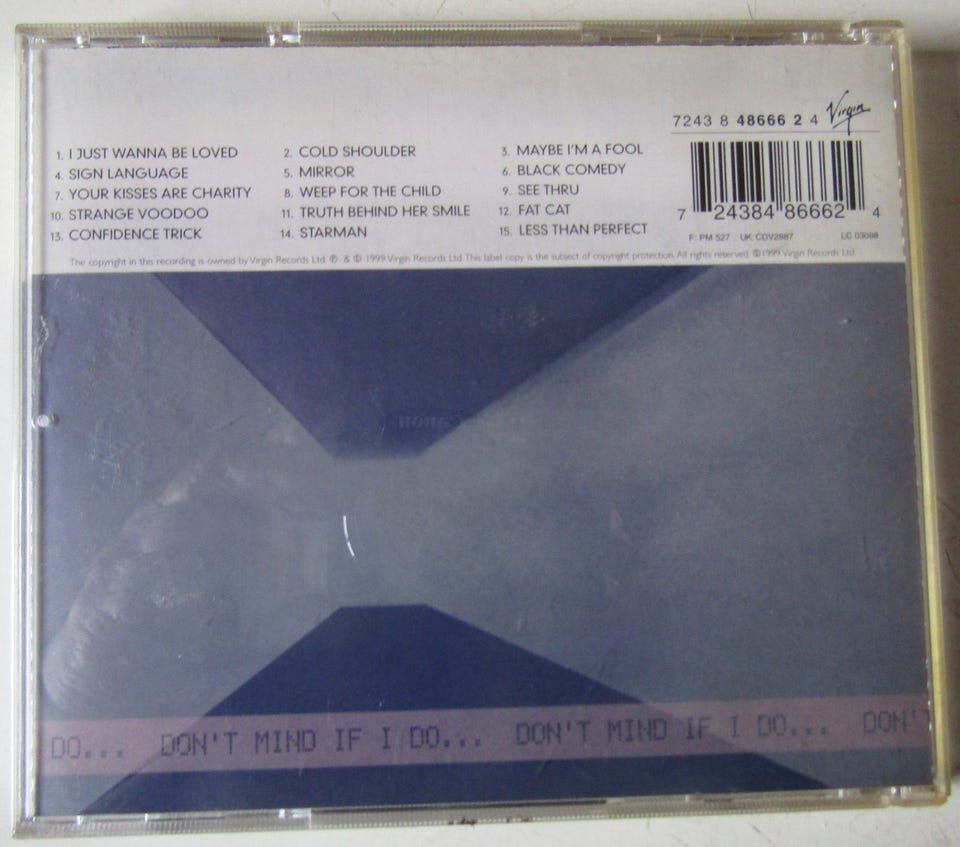 7243 8 48666 2 4 Virgin
1. I JUST WANNA BE LOVED 2. COLD SHOULDER 3. MAYBE I'M A FOOL
4. SIGN LANGUAGE 5. MIRROR 6. BLACK COMEDY
7. YOUR KISSES ARE CHARITY 8. WEEP FOR THE CHILD 9. SEE THRU
10. STRANGE VOODOO 11. TRUTH BEHIND HER SMILE 12. FAT CAT
13. CONFIDENCE TRICK 14. STARMAN 15. LESS THAN PERFECT
7 24384 86662 4
F: PM 527 . UK: CDV2887 LC 03098
The copyright in this recording is owned by Virgin Records Ltd. ℗ & © 1999 Virgin Records Ltd. This label copy is the subject of copyright protection. All rights reserved. ©1999 Virgin Records Ltd.
DO... DON'T MIND IF I DO... DON'T MIND IF I DO... DON'T